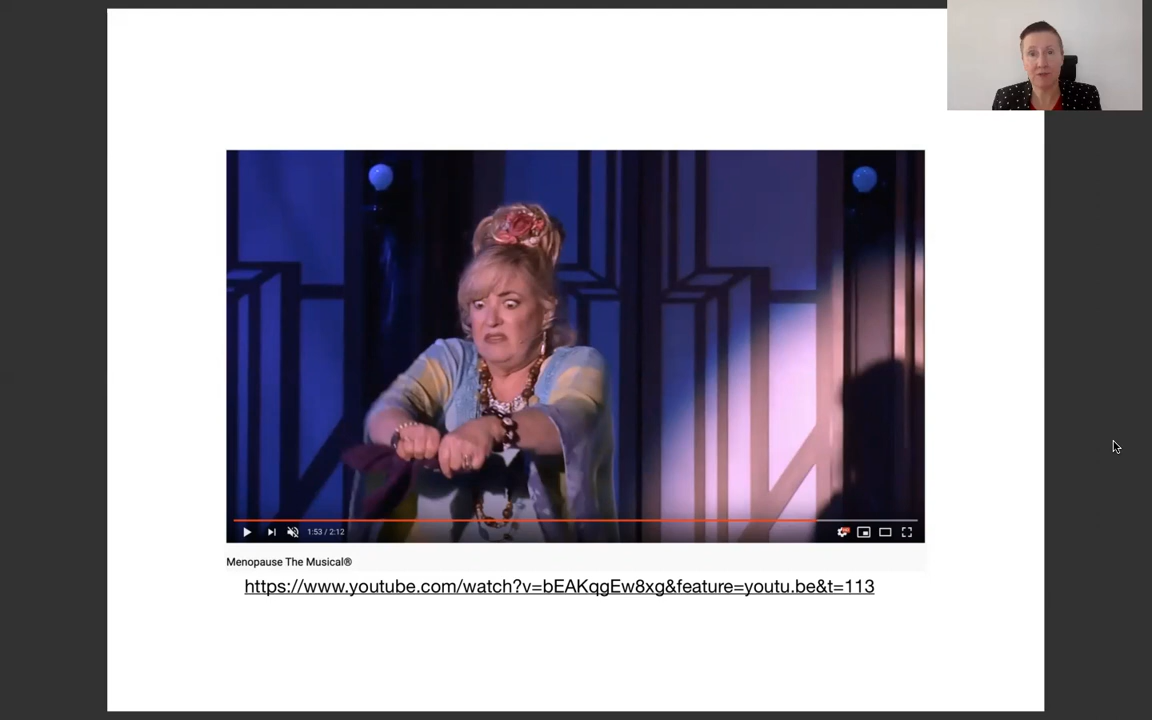 1:53 / 2:12
Menopause The Musical®
https://www.youtube.com/watch?v=bEAKqgEw8xg&feature=youtu.be&t=113